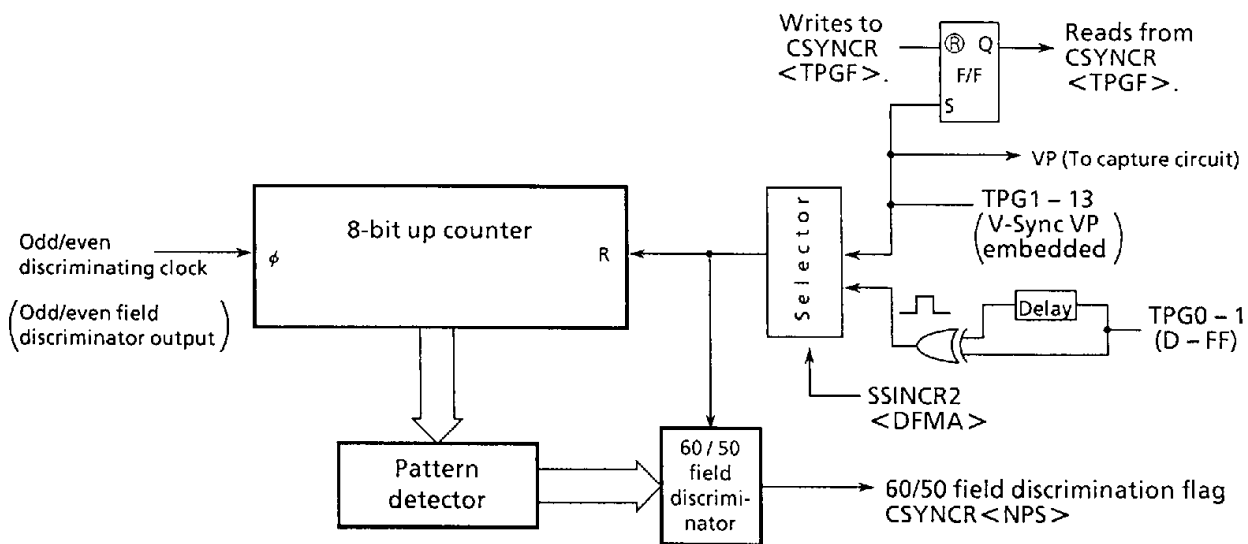 Writes to
CSYNCR
<TPGF>.
Ⓡ Q
F/F
S
Reads from
CSYNCR
<TPGF>.
VP (To capture circuit)
TPG1 – 13
(V-Sync VP
embedded)
Selector
8-bit up counter
ϕ
R
Odd/even
discriminating clock
(Odd/even field
discriminator output)
Delay
TPG0 – 1
(D – FF)
SSINCR2
<DFMA>
Pattern
detector
60 / 50
field
discrimi-
nator
60/50 field discrimination flag
CSYNCR<NPS>